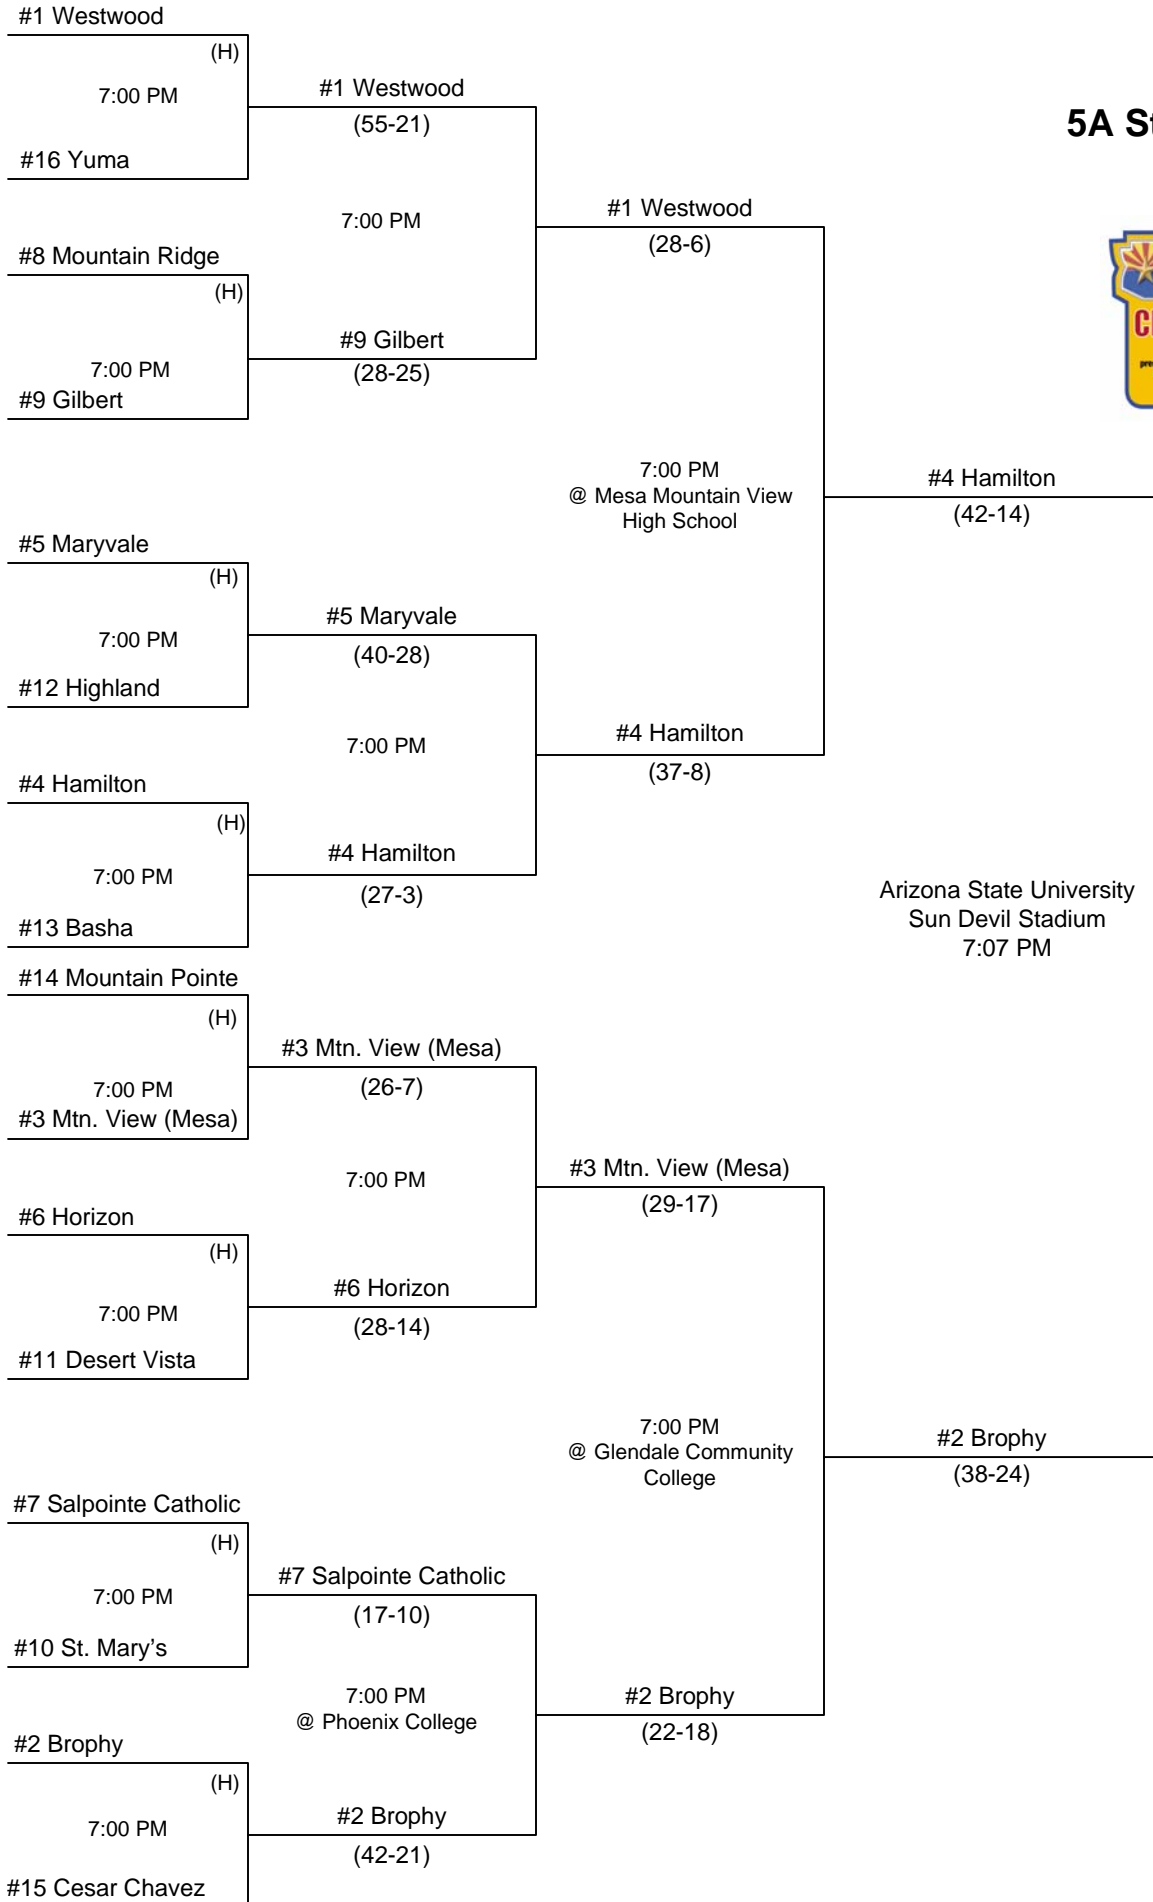 #1 Westwood
(H)
7:00 PM
#1 Westwood
(55-21)
5A St
#16 Yuma
7:00 PM
#1 Westwood
(28-6)
#8 Mountain Ridge
(H)
#9 Gilbert
(28-25)
7:00 PM
#9 Gilbert
7:00 PM
@ Mesa Mountain View
High School
#4 Hamilton
(42-14)
#5 Maryvale
(H)
#5 Maryvale
(40-28)
7:00 PM
#12 Highland
7:00 PM
#4 Hamilton
(37-8)
#4 Hamilton
(H)
#4 Hamilton
(27-3)
7:00 PM
#13 Basha
Arizona State University
Sun Devil Stadium
7:07 PM
#14 Mountain Pointe
(H)
#3 Mtn. View (Mesa)
(26-7)
7:00 PM
#3 Mtn. View (Mesa)
7:00 PM
#3 Mtn. View (Mesa)
(29-17)
#6 Horizon
(H)
#6 Horizon
(28-14)
7:00 PM
#11 Desert Vista
7:00 PM
@ Glendale Community
College
#2 Brophy
(38-24)
#7 Salpointe Catholic
(H)
#7 Salpointe Catholic
(17-10)
7:00 PM
#10 St. Mary’s
7:00 PM
@ Phoenix College
#2 Brophy
(22-18)
#2 Brophy
(H)
#2 Brophy
(42-21)
7:00 PM
#15 Cesar Chavez